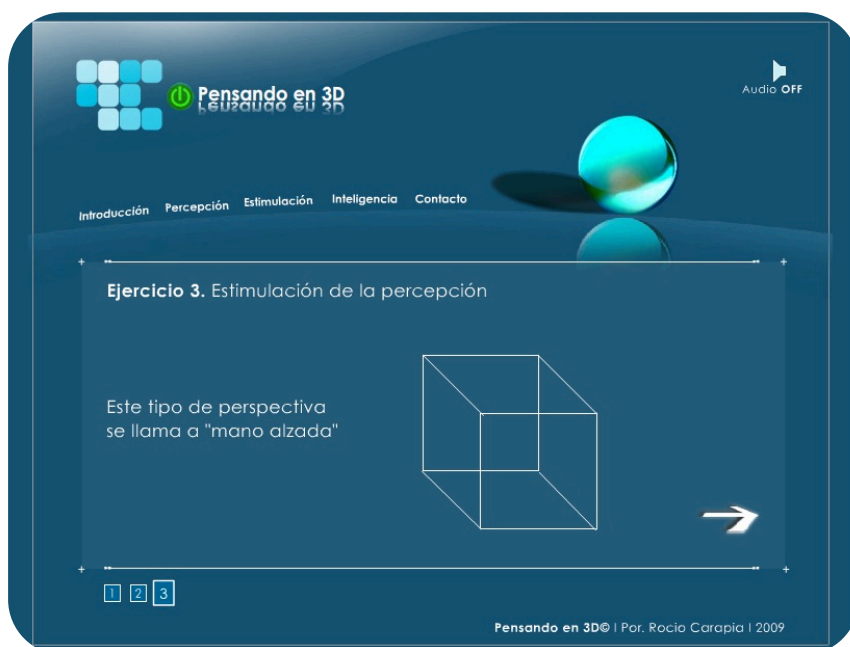 Pensando en 3D
Audio OFF
Introducción Percepción Estimulación Inteligencia Contacto
Ejercicio 3. Estimulación de la percepción
Este tipo de perspectiva
se llama a "mano alzada"
1 2 3
Pensando en 3D© | Por. Rocio Carapia | 2009